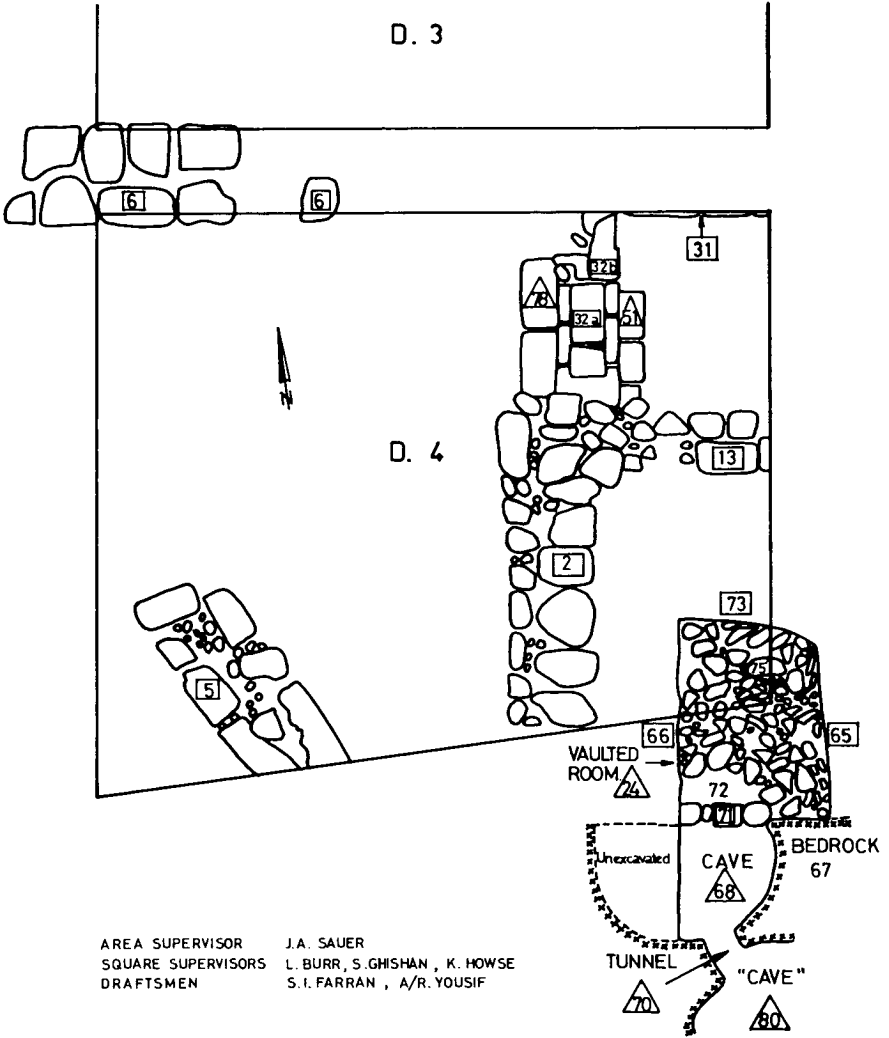 D. 3
6
6
31
32b
78
32a
51
D. 4
13
2
73
75
5
66
65
VAULTED
ROOM
24
72
71
BEDROCK
67
Unexcavated
CAVE
68
AREA SUPERVISOR J.A. SAUER
SQUARE SUPERVISORS L. BURR, S.GHISHAN , K. HOWSE
DRAFTSMEN S.I. FARRAN , A/R. YOUSIF
TUNNEL
70
"CAVE"
80
N